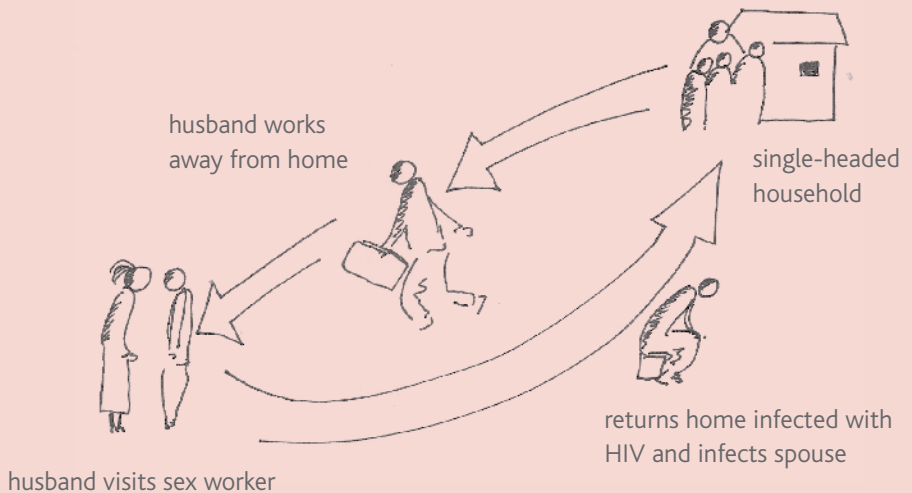 husband works
away from home
single-headed
household
returns home infected with
HIV and infects spouse
husband visits sex worker